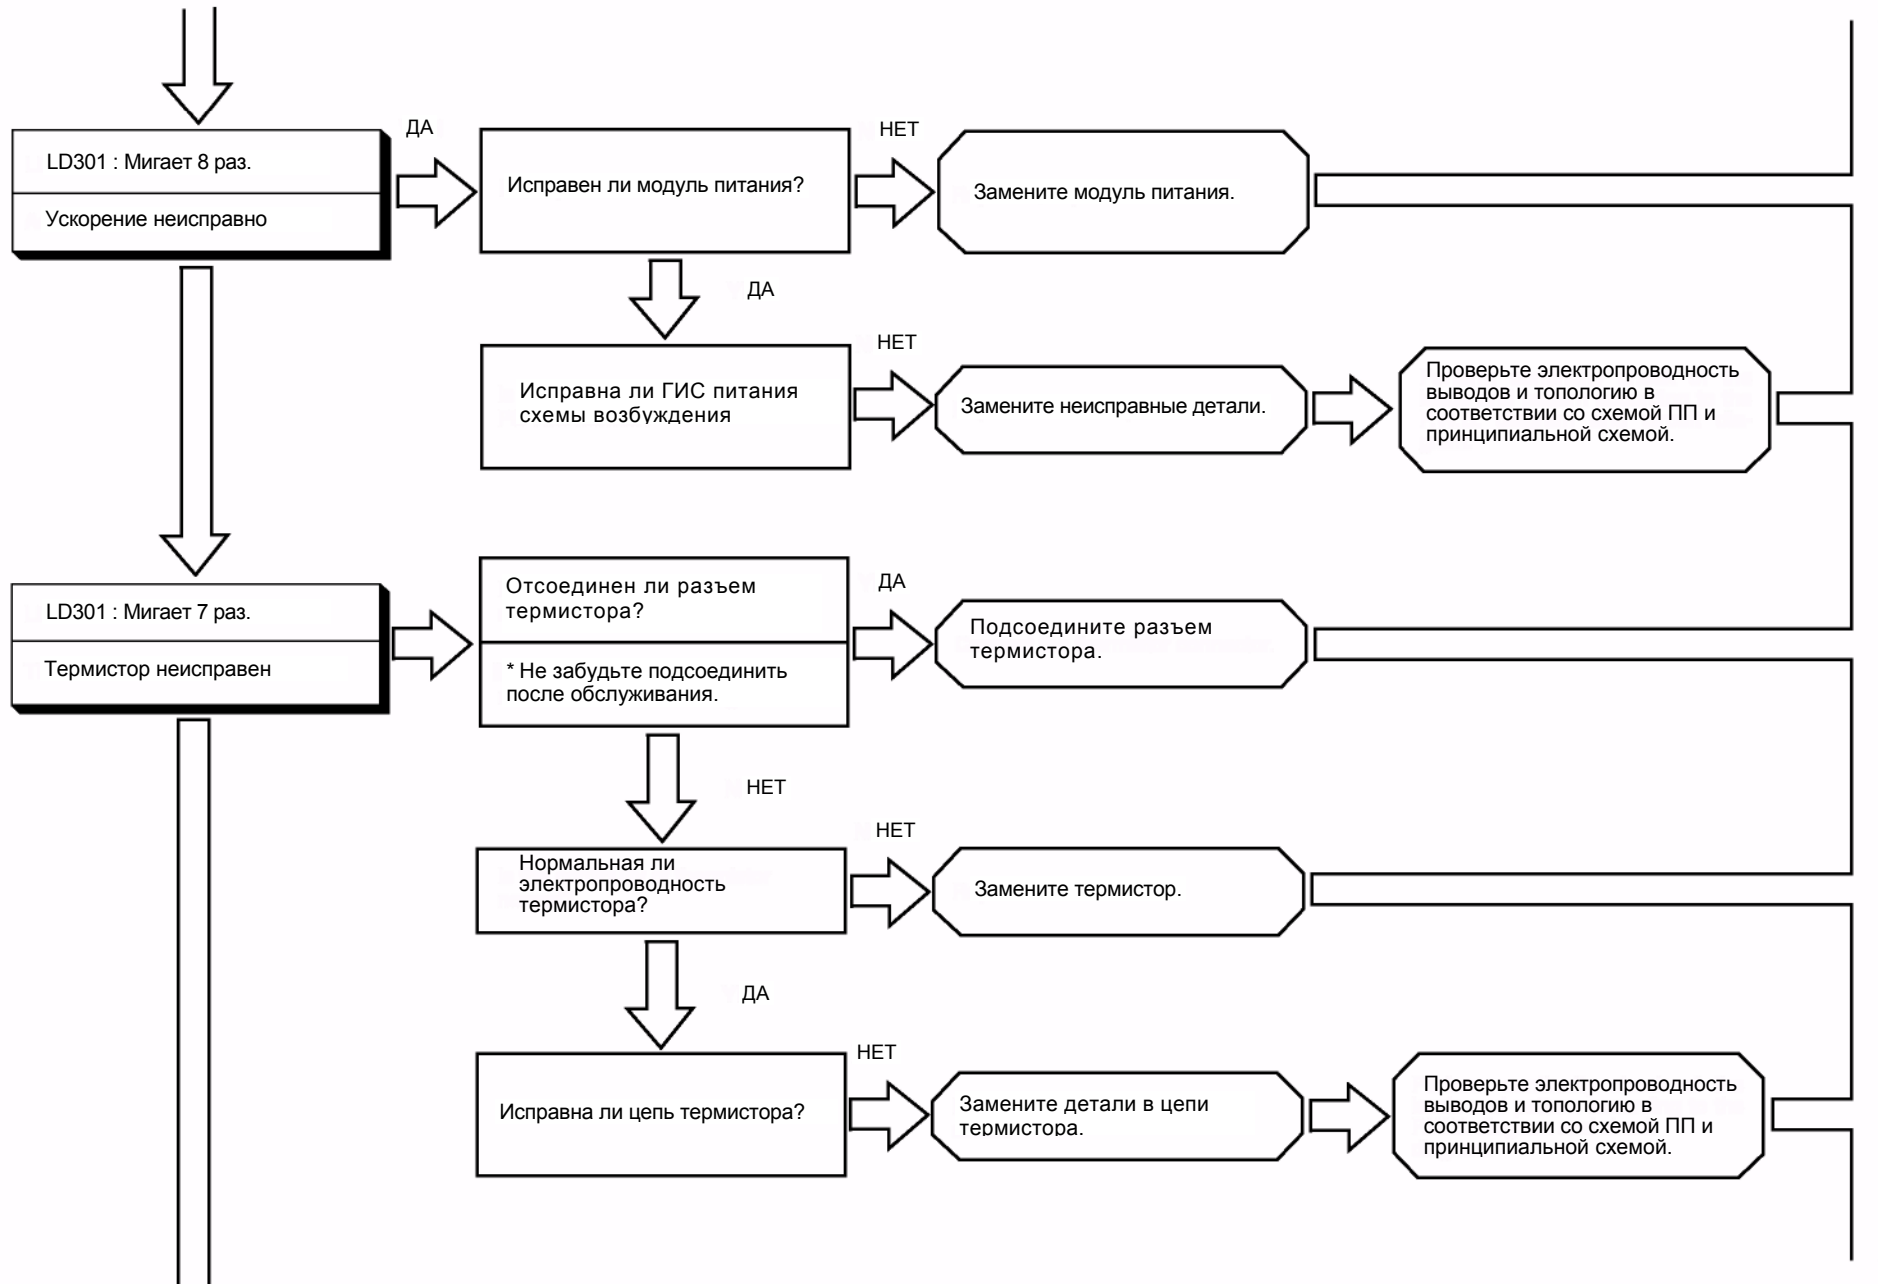 ДА
НЕТ
LD301 : Мигает 8 раз.
Ускорение неисправно
Исправен ли модуль питания?
Замените модуль питания.
ДА
НЕТ
Исправна ли ГИС питания
схемы возбуждения
Замените неисправные детали.
Проверьте электропроводность
выводов и топологию в
соответствии со схемой ПП и
принципиальной схемой.
LD301 : Мигает 7 раз.
Термистор неисправен
Отсоединен ли разъем
термистора?
* Не забудьте подсоединить
после обслуживания.
ДА
Подсоедините разъем
термистора.
НЕТ
НЕТ
Нормальная ли
электропроводность
термистора?
Замените термистор.
ДА
НЕТ
Исправна ли цепь термистора?
Замените детали в цепи
термистора.
Проверьте электропроводность
выводов и топологию в
соответствии со схемой ПП и
принципиальной схемой.